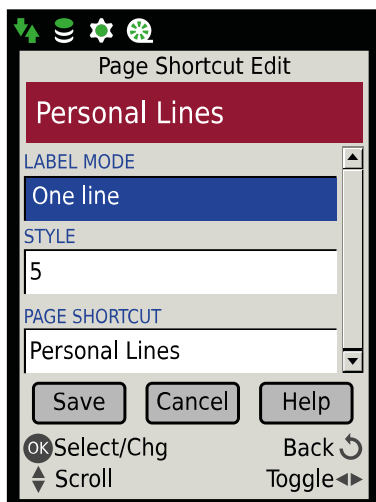 Page Shortcut Edit
Personal Lines
LABEL MODE
One line
STYLE
5
PAGE SHORTCUT
Personal Lines
Save Cancel Help
OK Select/Chg Back
Scroll Toggle